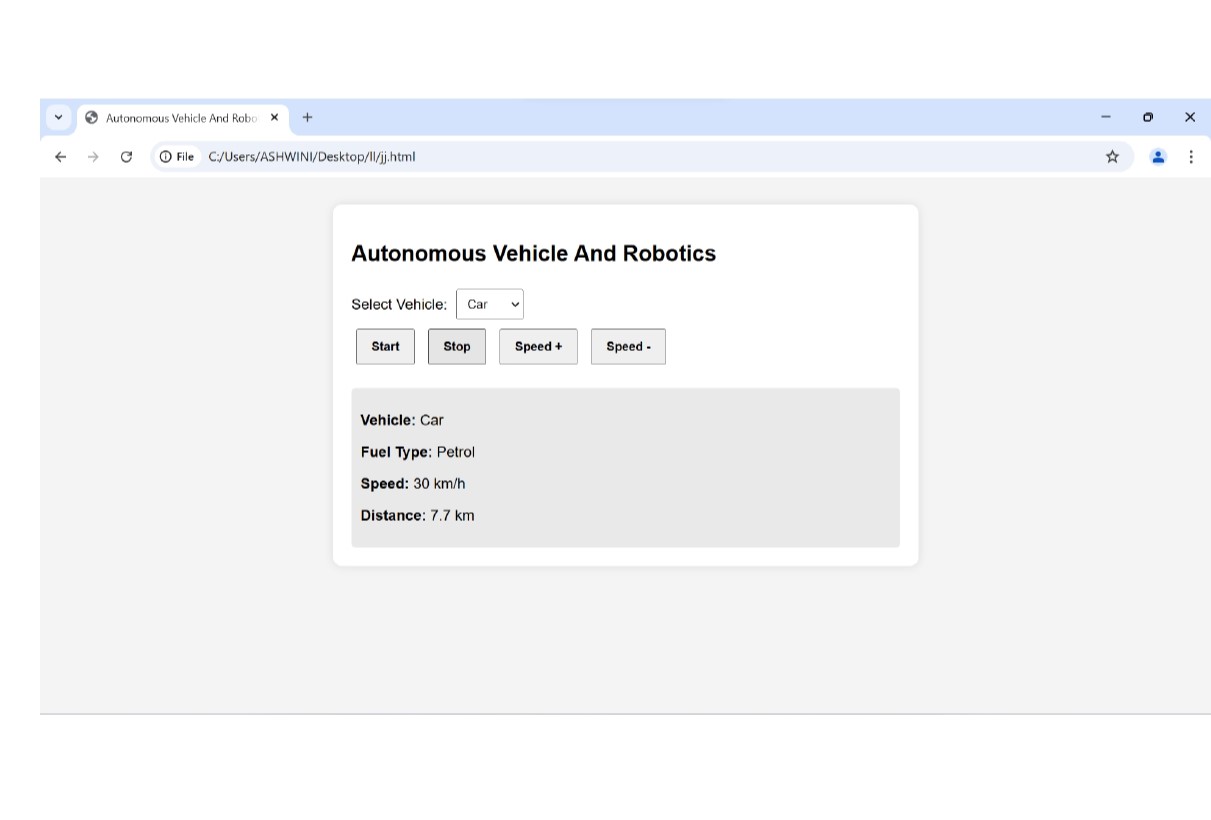 Autonomous Vehicle And Robo
File C:/Users/ASHWINI/Desktop/ll/jj.html
Autonomous Vehicle And Robotics
Select Vehicle: Car
Start Stop Speed + Speed -
Vehicle: Car
Fuel Type: Petrol
Speed: 30 km/h
Distance: 7.7 km